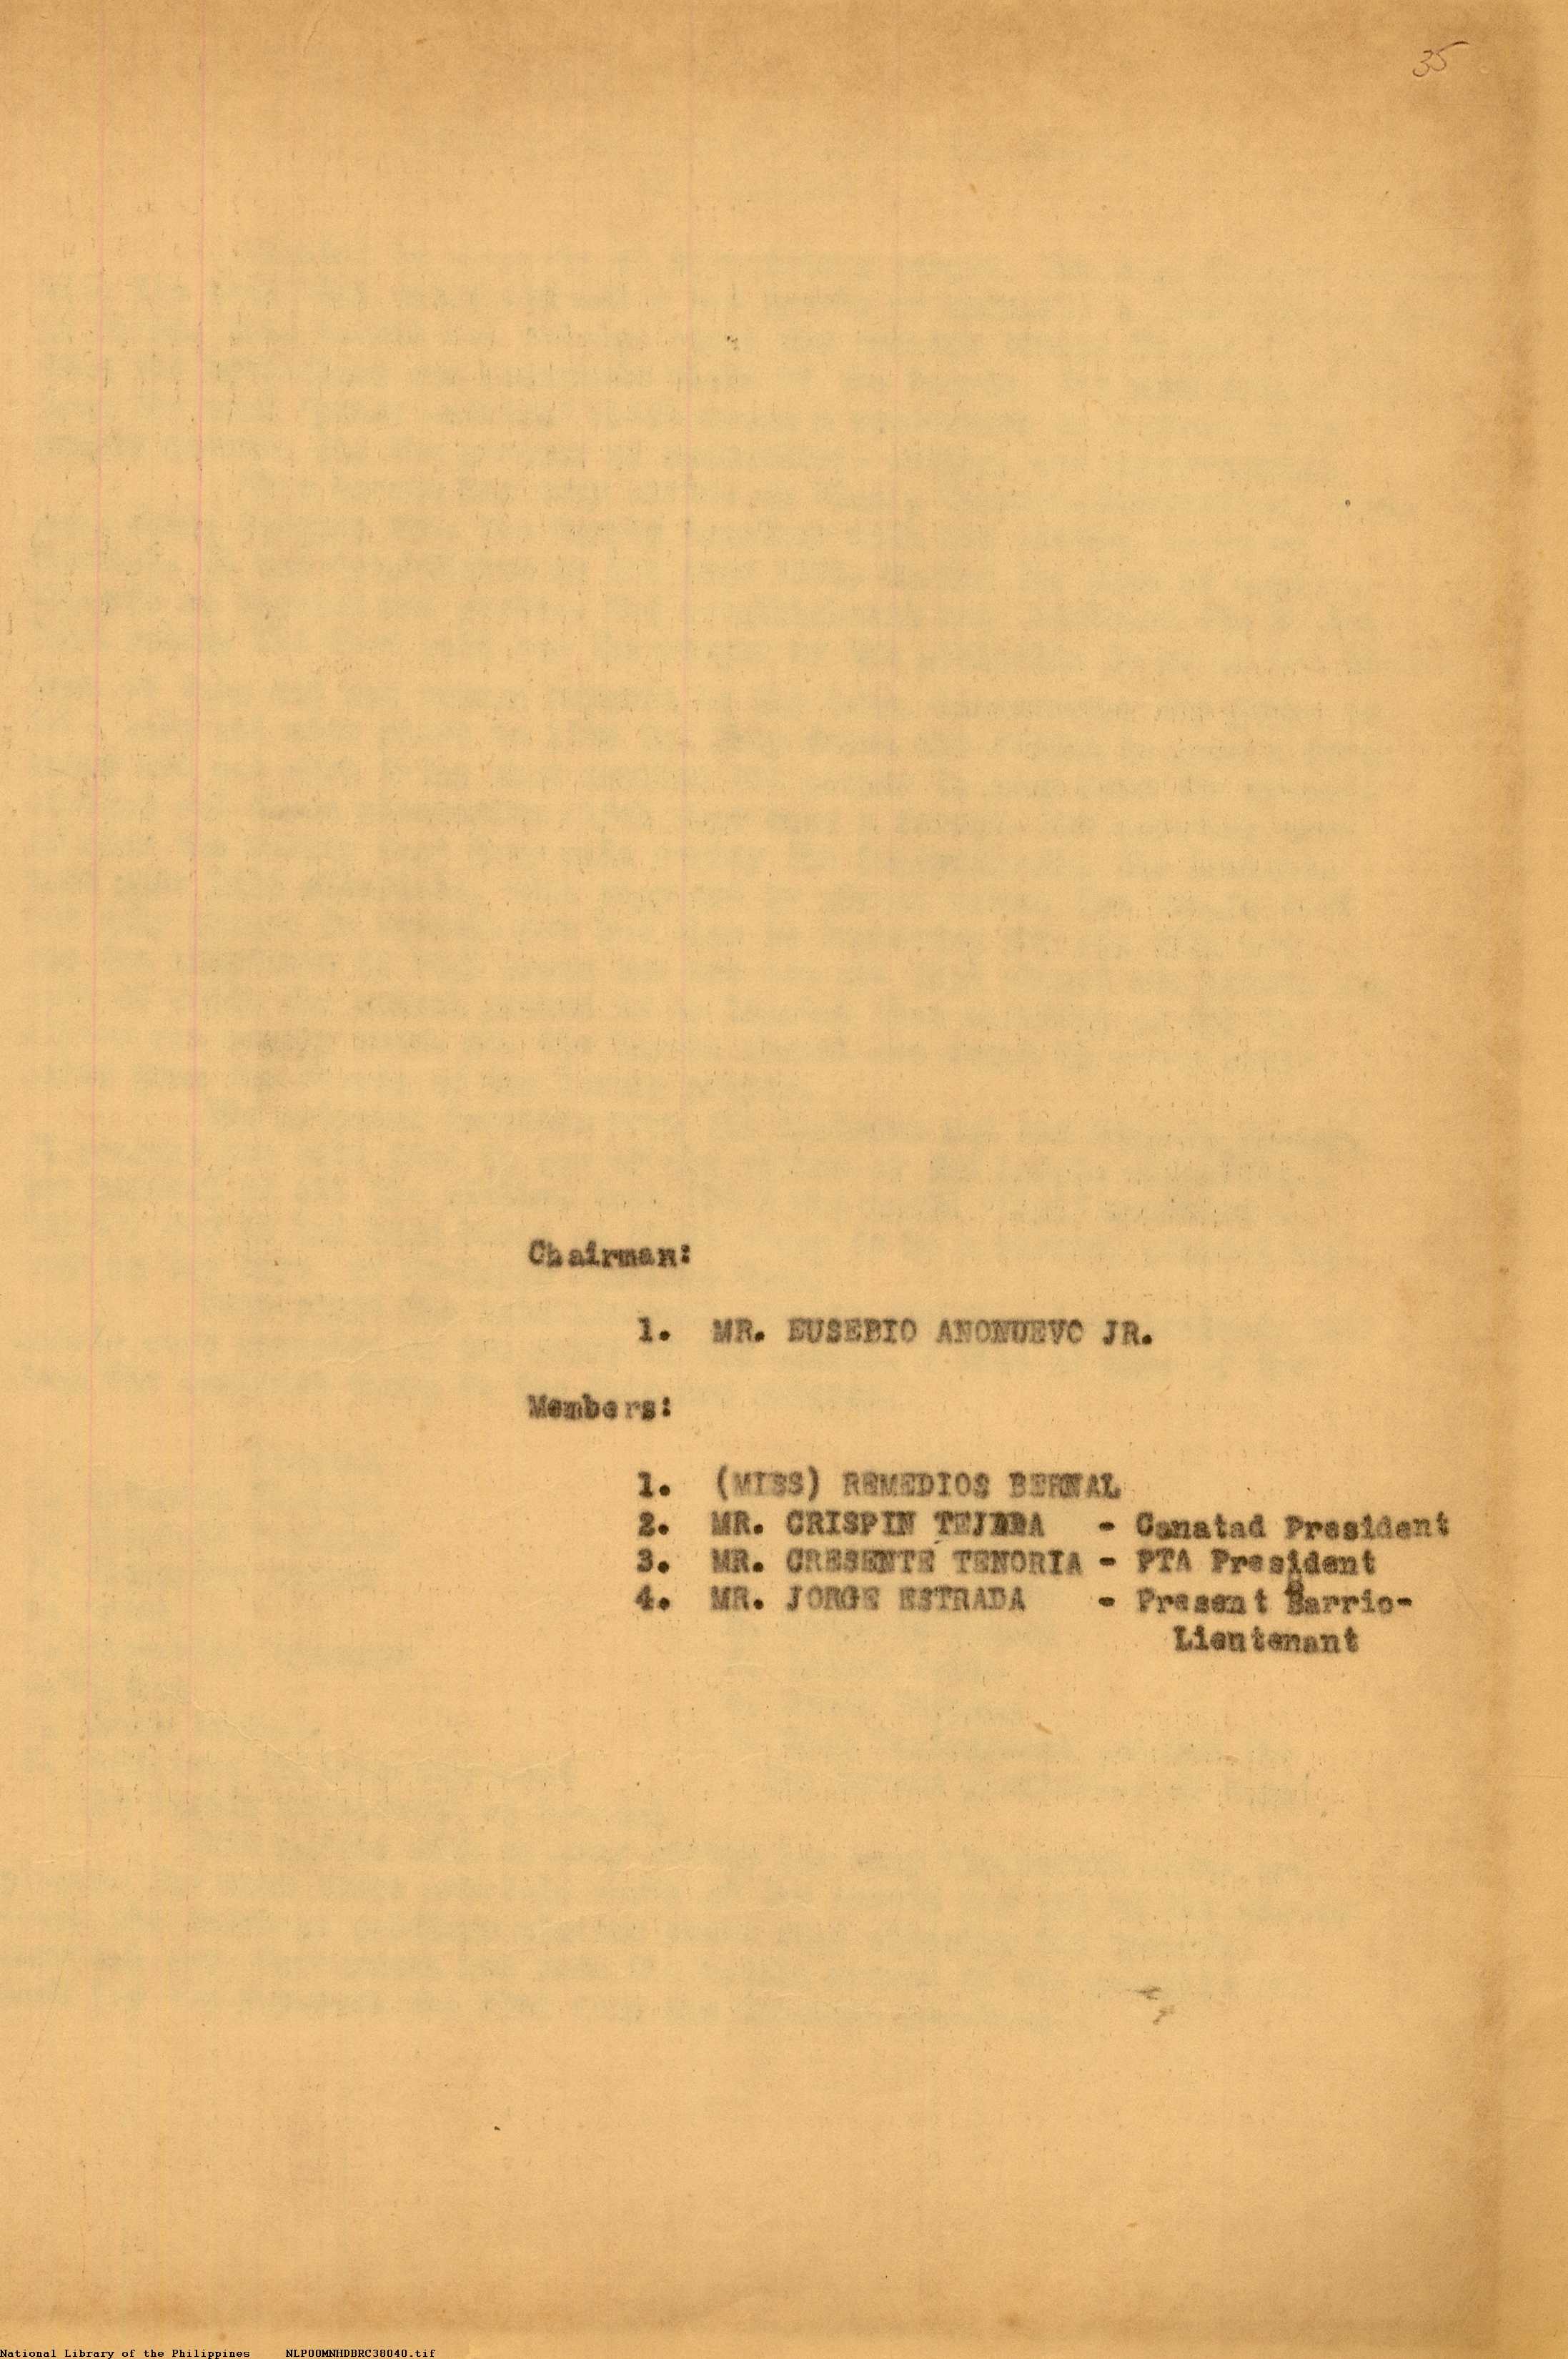 35
Chairman:
1. MR. EUSEBIO ANONUEVO JR.
Members:
1. (MISS) REMEDIOS BERNAL
2. MR. CRISPIN - Canatad President
3. MR. CRESENTE TENORIA - PTA President
4. MR. JORGE ESTRADA - Present Barrio-
Lieutenant
National Library of the Philippines NLP00MNHDBRC38040.tif